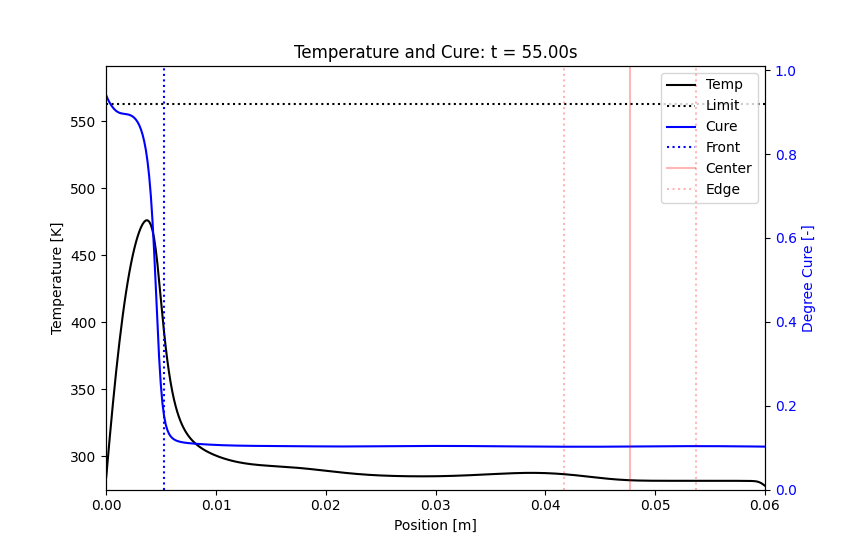 Temperature and Cure: t = 55.00s
Temp
Limit
Cure
Front
Center
Edge
550
500
450
400
350
300
Temperature [K]
1.0
0.8
0.6
0.4
0.2
0.0
Degree Cure [-]
0.00 0.01 0.02 0.03 0.04 0.05 0.06
Position [m]